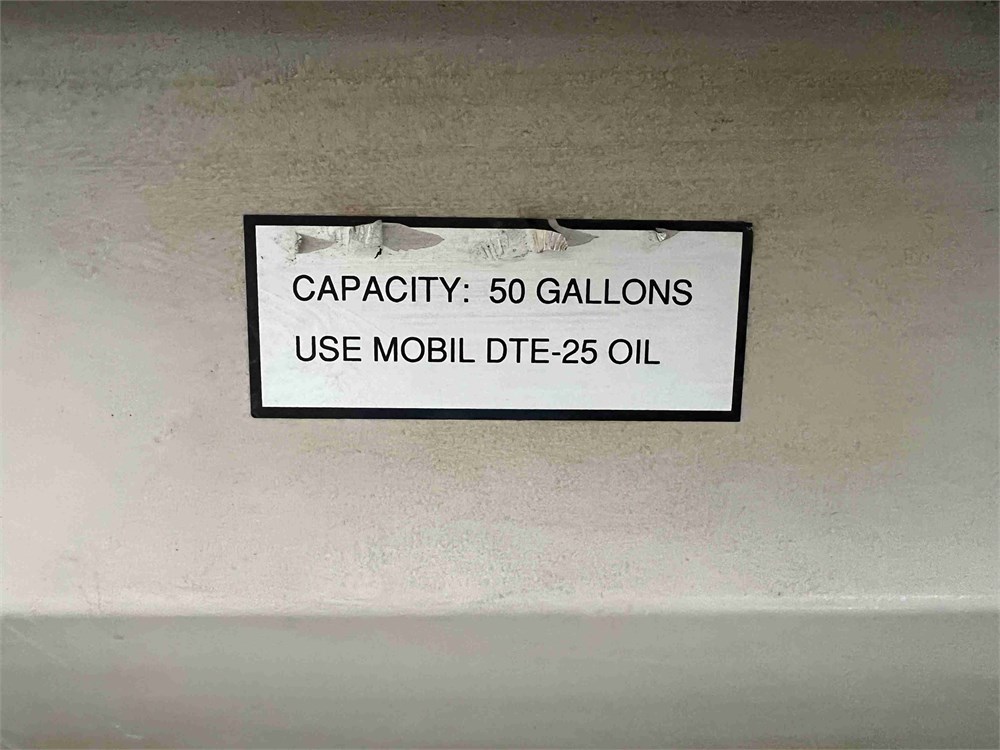 CAPACITY: 50 GALLONS
USE MOBIL DTE-25 OIL